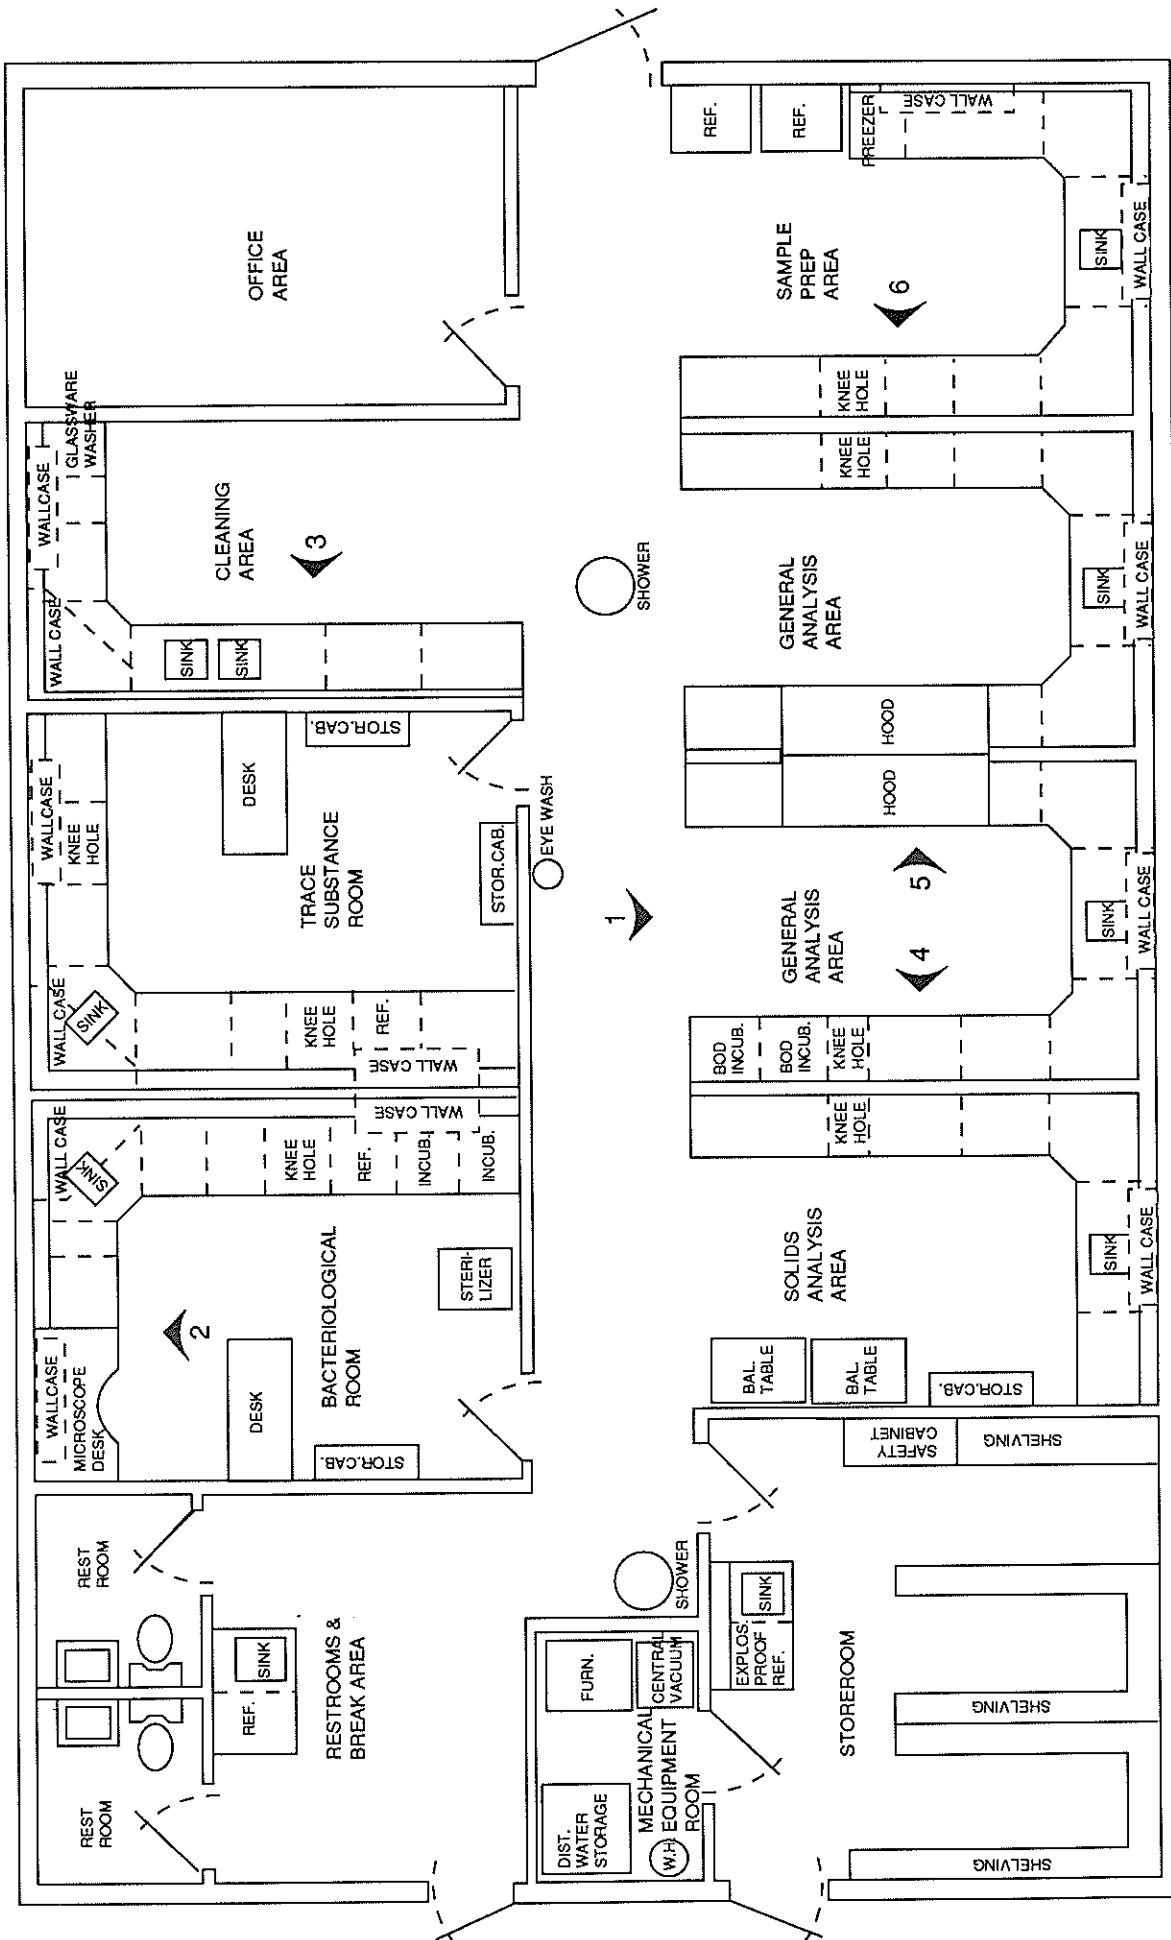 REF.
REF.
FREEZER
WALL CASE
OFFICE
AREA
SAMPLE
PREP
AREA
6
SINK
WALL CASE
GLASSWARE
WASHER
WALLCASE
CLEANING
AREA
3
WALL CASE
SINK
SINK
KNEE
HOLE
KNEE
HOLE
SHOWER
GENERAL
ANALYSIS
AREA
SINK
WALL CASE
WALLCASE
KNEE
HOLE
DESK
STOR.CAB.
TRACE
SUBSTANCE
ROOM
STOR.CAB.
EYE WASH
WALL CASE
SINK
KNEE
HOLE
REF.
WALL CASE
HOOD
HOOD
1
GENERAL
ANALYSIS
AREA
5
4
SINK
WALL CASE
BOD
INCUB.
BOD
INCUB.
KNEE
HOLE
KNEE
HOLE
WALL CASE
SINK
WALL CASE
KNEE
HOLE
REF.
INCUB.
INCUB.
2
WALLCASE
MICROSCOPE
DESK
DESK
BACTERIOLOGICAL
ROOM
STERI-
LIZER
STOR.CAB.
SOLIDS
ANALYSIS
AREA
SINK
WALL CASE
BAL.
TABLE
BAL.
TABLE
STOR.CAB.
SAFETY
CABINET
SHELVING
REST
ROOM
REST
ROOM
SINK
REF.
RESTROOMS &
BREAK AREA
SHOWER
FURN.
CENTRAL
VACUUM
MECHANICAL
EQUIPMENT
ROOM
DIST.
WATER
STORAGE
W.H.
SINK
EXPLOS.
PROOF
REF.
STOREROOM
SHELVING
SHELVING